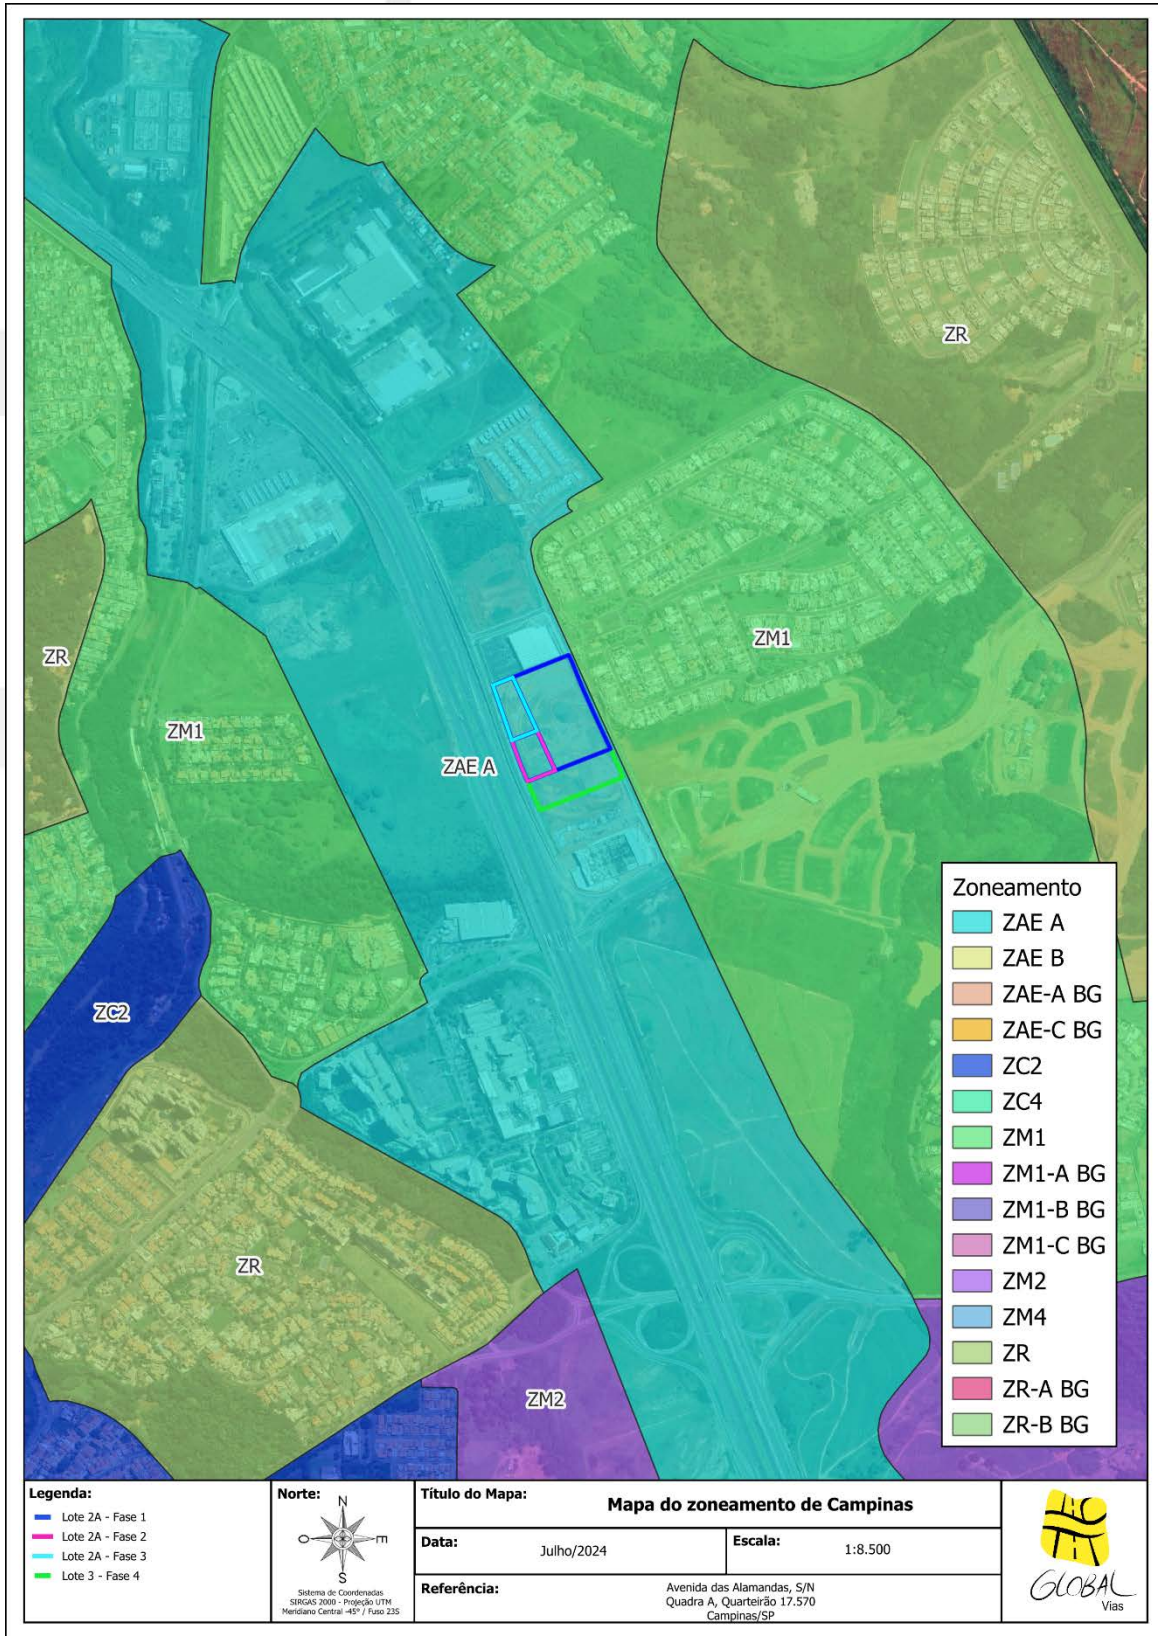 ZR
ZM1
ZR
ZM1
ZAE A
ZC2
ZR
ZM2
Zoneamento
ZAE A
ZAE B
ZAE-A BG
ZAE-C BG
ZC2
ZC4
ZM1
ZM1-A BG
ZM1-B BG
ZM1-C BG
ZM2
ZM4
ZR
ZR-A BG
ZR-B BG
Legenda:
Lote 2A - Fase 1
Lote 2A - Fase 2
Lote 2A - Fase 3
Lote 3 - Fase 4
Norte:
N
O
E
S
Sistema de Coordenadas
SIRGAS 2000 - Projeção UTM
Meridiano Central -45° / Fuso 23S
Título do Mapa:
Mapa do zoneamento de Campinas
Data:
Julho/2024
Escala:
1:8.500
Referência:
Avenida das Alamandas, S/N
Quadra A, Quarteirão 17.570
Campinas/SP
GLOBAL
Vias